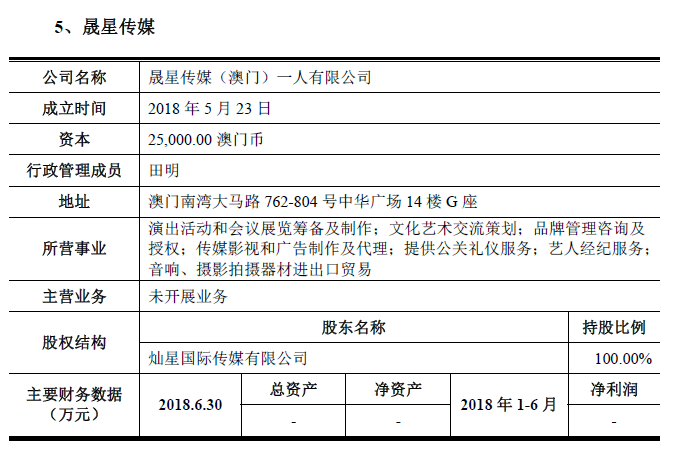 5、晟星传媒
公司名称 晟星传媒（澳门）一人有限公司
成立时间 2018 年 5 月 23 日
资本 25,000.00 澳门币
行政管理成员 田明
地址 澳门南湾大马路 762-804 号中华广场 14 楼 G 座
所营事业 演出活动和会议展览筹备及制作；文化艺术交流策划；品牌管理咨询及
授权；传媒影视和广告制作及代理；提供公关礼仪服务；艺人经纪服务；
音响、摄影拍摄器材进出口贸易
主营业务 未开展业务
股权结构 股东名称 持股比例
灿星国际传媒有限公司 100.00%
主要财务数据
（万元） 2018.6.30 总资产 净资产 2018 年 1-6 月 净利润
- - -